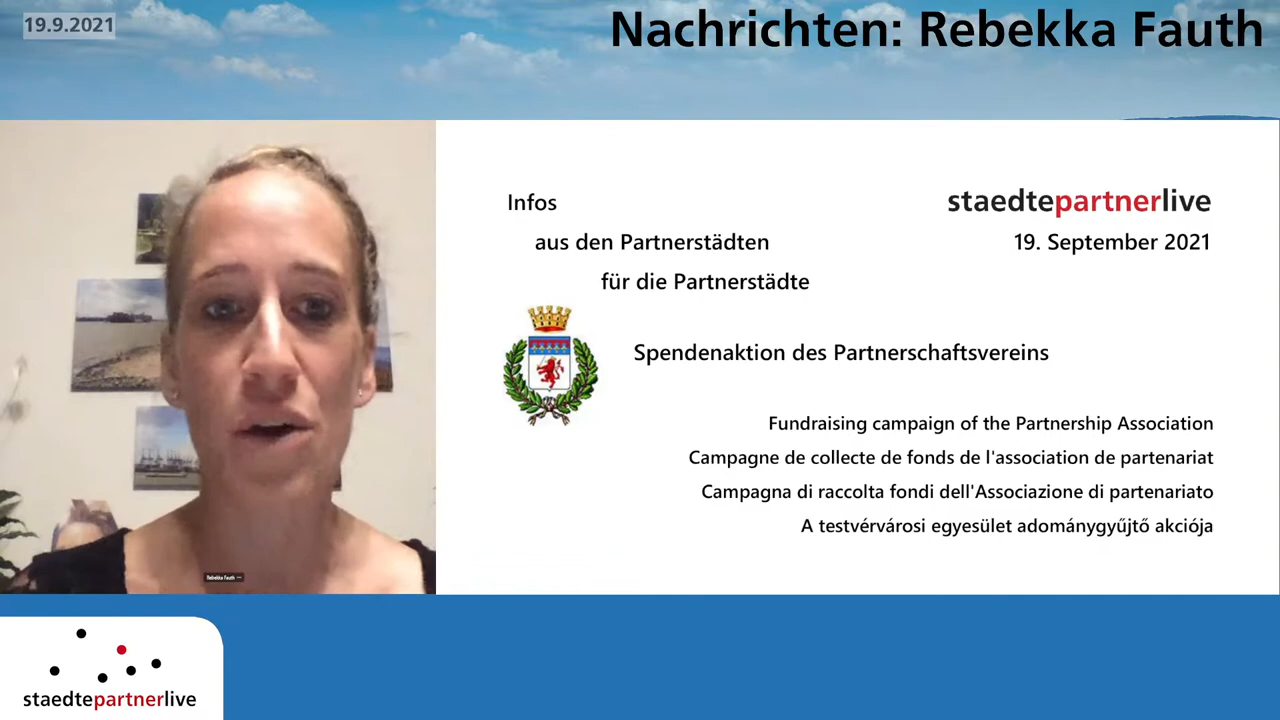 19.9.2021
Nachrichten: Rebekka Fauth
Infos
aus den Partnerstädten
für die Partnerstädte
staedtepartnerlive
19. September 2021
Spendenaktion des Partnerschaftsvereins
Fundraising campaign of the Partnership Association
Campagne de collecte de fonds de l'association de partenariat
Campagna di raccolta fondi dell'Associazione di partenariato
A testvérvárosi egyesület adománygyűjtő akciója
Rebekka Fauth
staedtepartnerlive